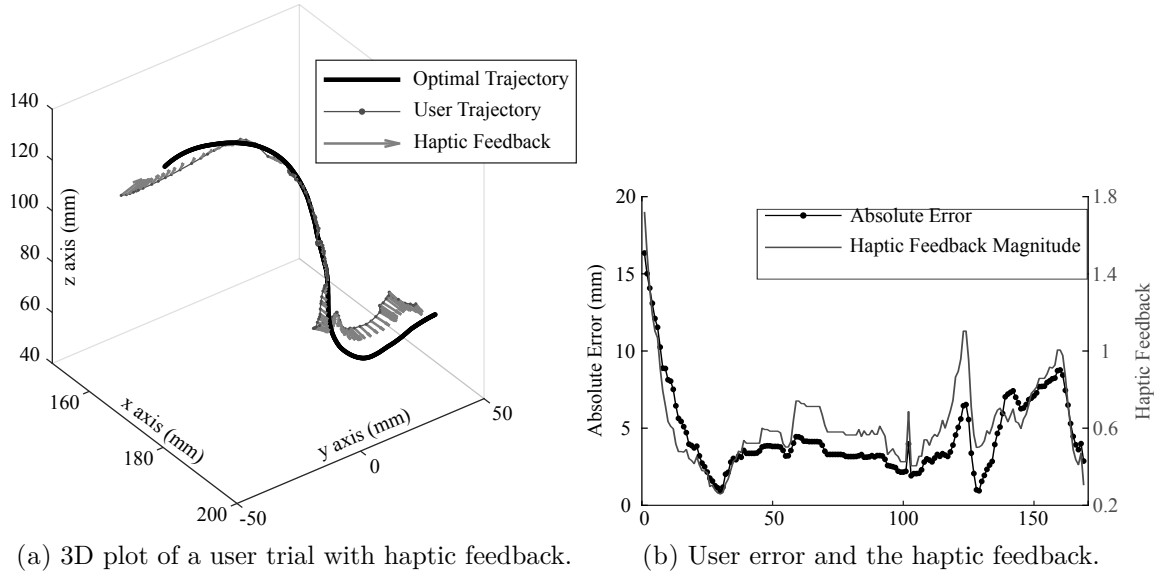 Optimal Trajectory
User Trajectory
Haptic Feedback
140
120
100
80
60
40
z axis (mm)
160
180
200
x axis (mm)
-50
0
50
y axis (mm)
(a) 3D plot of a user trial with haptic feedback.
20
15
10
5
0
Absolute Error (mm)
Absolute Error
Haptic Feedback Magnitude
1.8
1.4
1
0.6
0.2
Haptic Feedback
0
50
100
150
(b) User error and the haptic feedback.